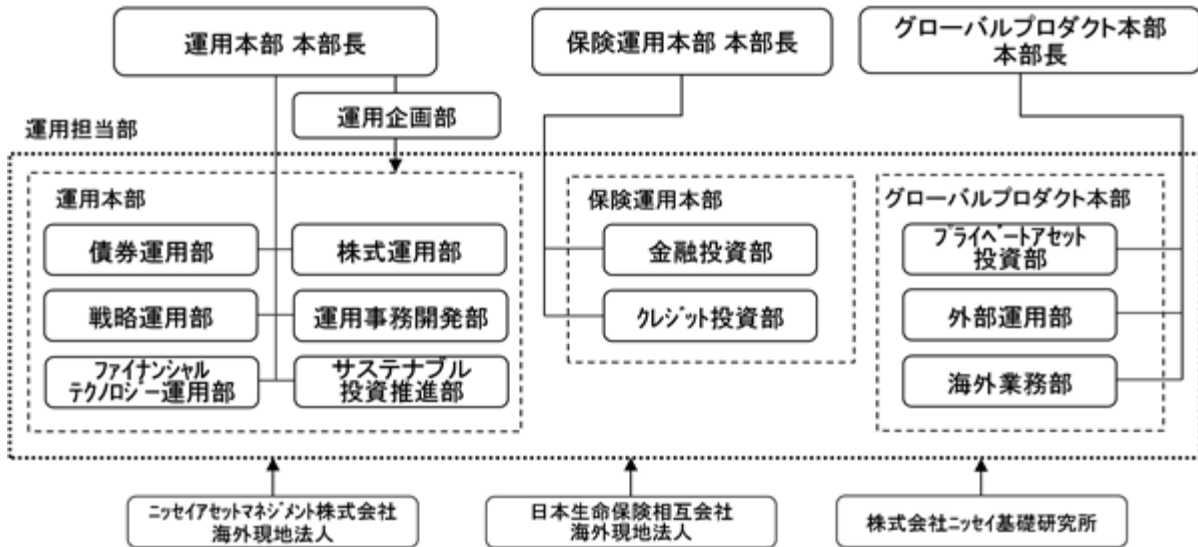 運用本部 本部長
保険運用本部 本部長
グローバルプロダクト本部
本部長
運用企画部
運用担当部
運用本部
債券運用部
株式運用部
戦略運用部
運用事務開発部
ファイナンシャル
テクノロジー運用部
サステナブル
投資推進部
保険運用本部
金融投資部
クレジット投資部
グローバルプロダクト本部
プライベートアセット
投資部
外部運用部
海外業務部
ニッセイアセットマネジメント株式会社
海外現地法人
日本生命保険相互会社
海外現地法人
株式会社ニッセイ基礎研究所